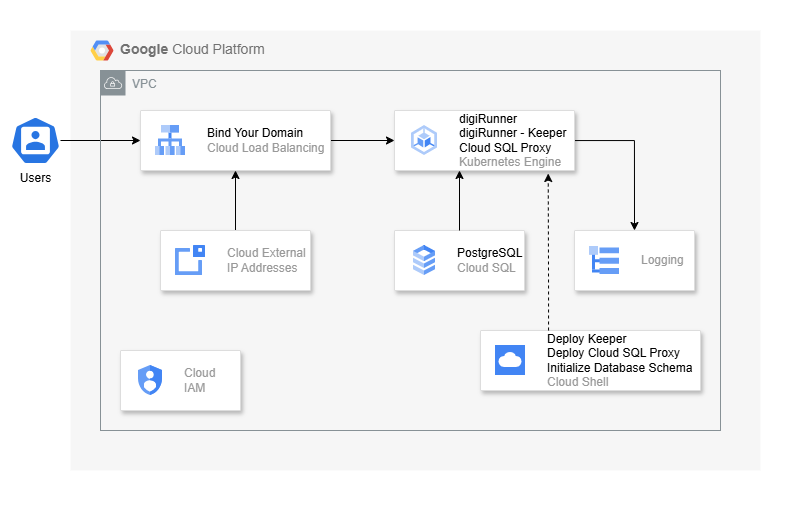 Google Cloud Platform
VPC
Users
Bind Your Domain
Cloud Load Balancing
digiRunner
digiRunner - Keeper
Cloud SQL Proxy
Kubernetes Engine
Cloud External
IP Addresses
PostgreSQL
Cloud SQL
Logging
Cloud
IAM
Deploy Keeper
Deploy Cloud SQL Proxy
Initialize Database Schema
Cloud Shell